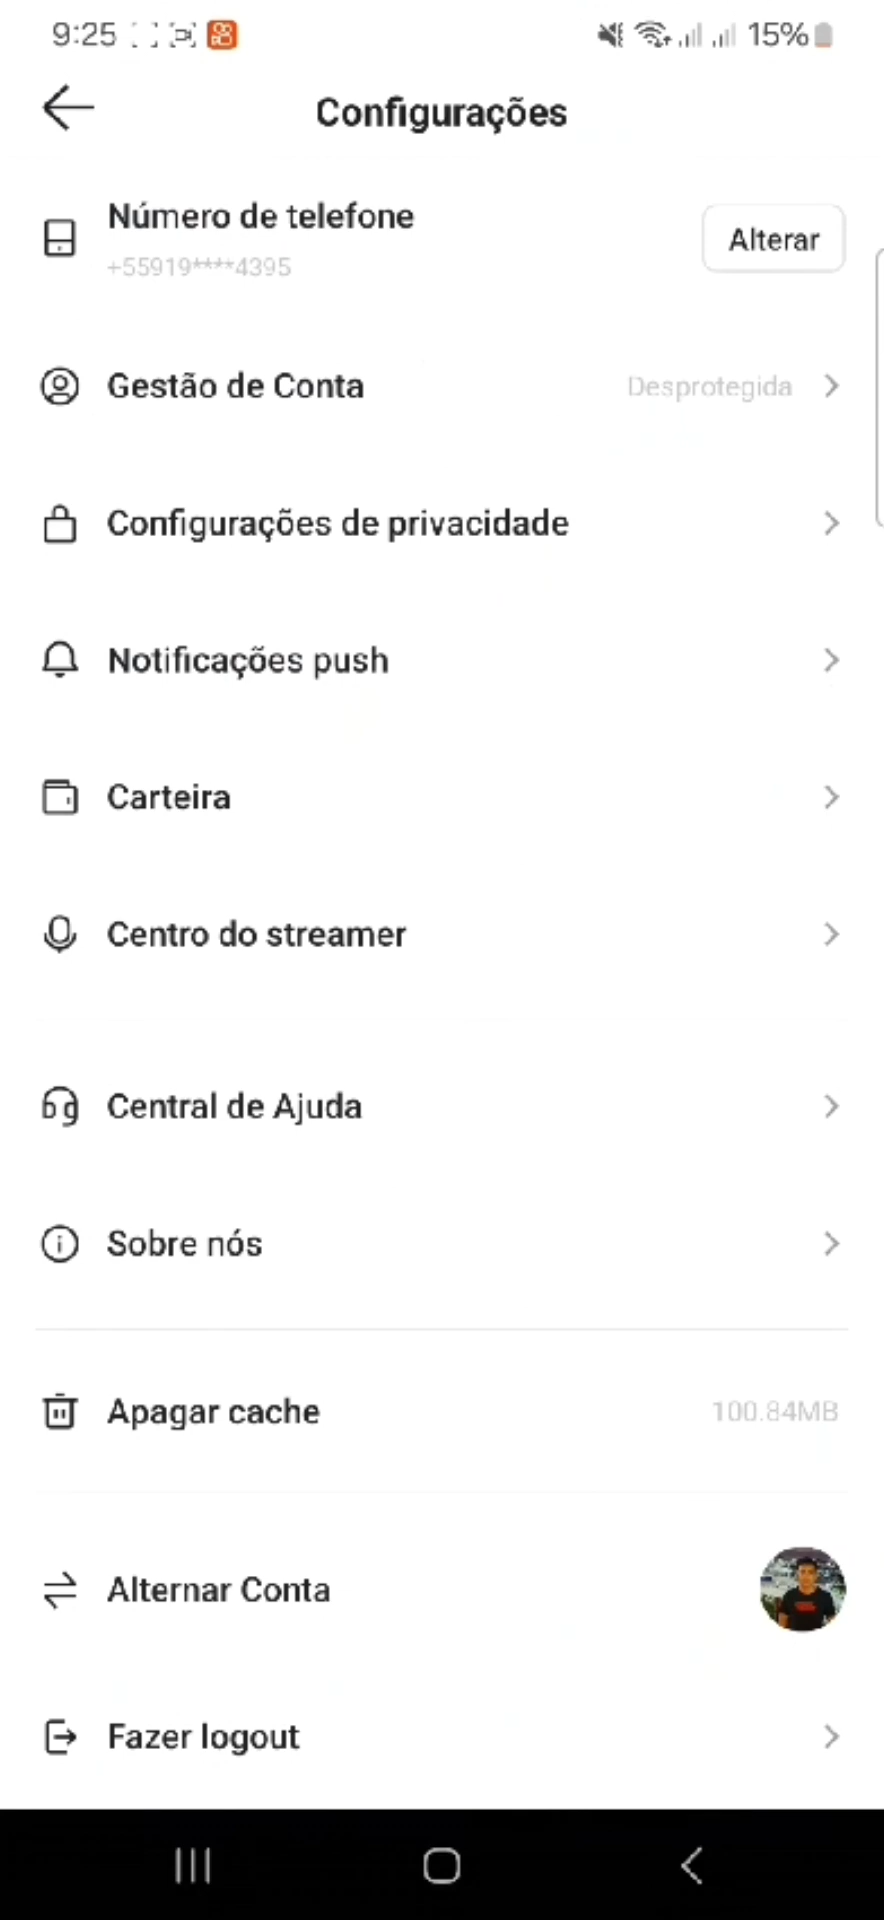 9:25
15%
Configurações
Número de telefone
+55919****4395
Alterar
Gestão de Conta
Desprotegida
Configurações de privacidade
Notificações push
Carteira
Centro do streamer
Central de Ajuda
Sobre nós
Apagar cache
100.84MB
Alternar Conta
Fazer logout